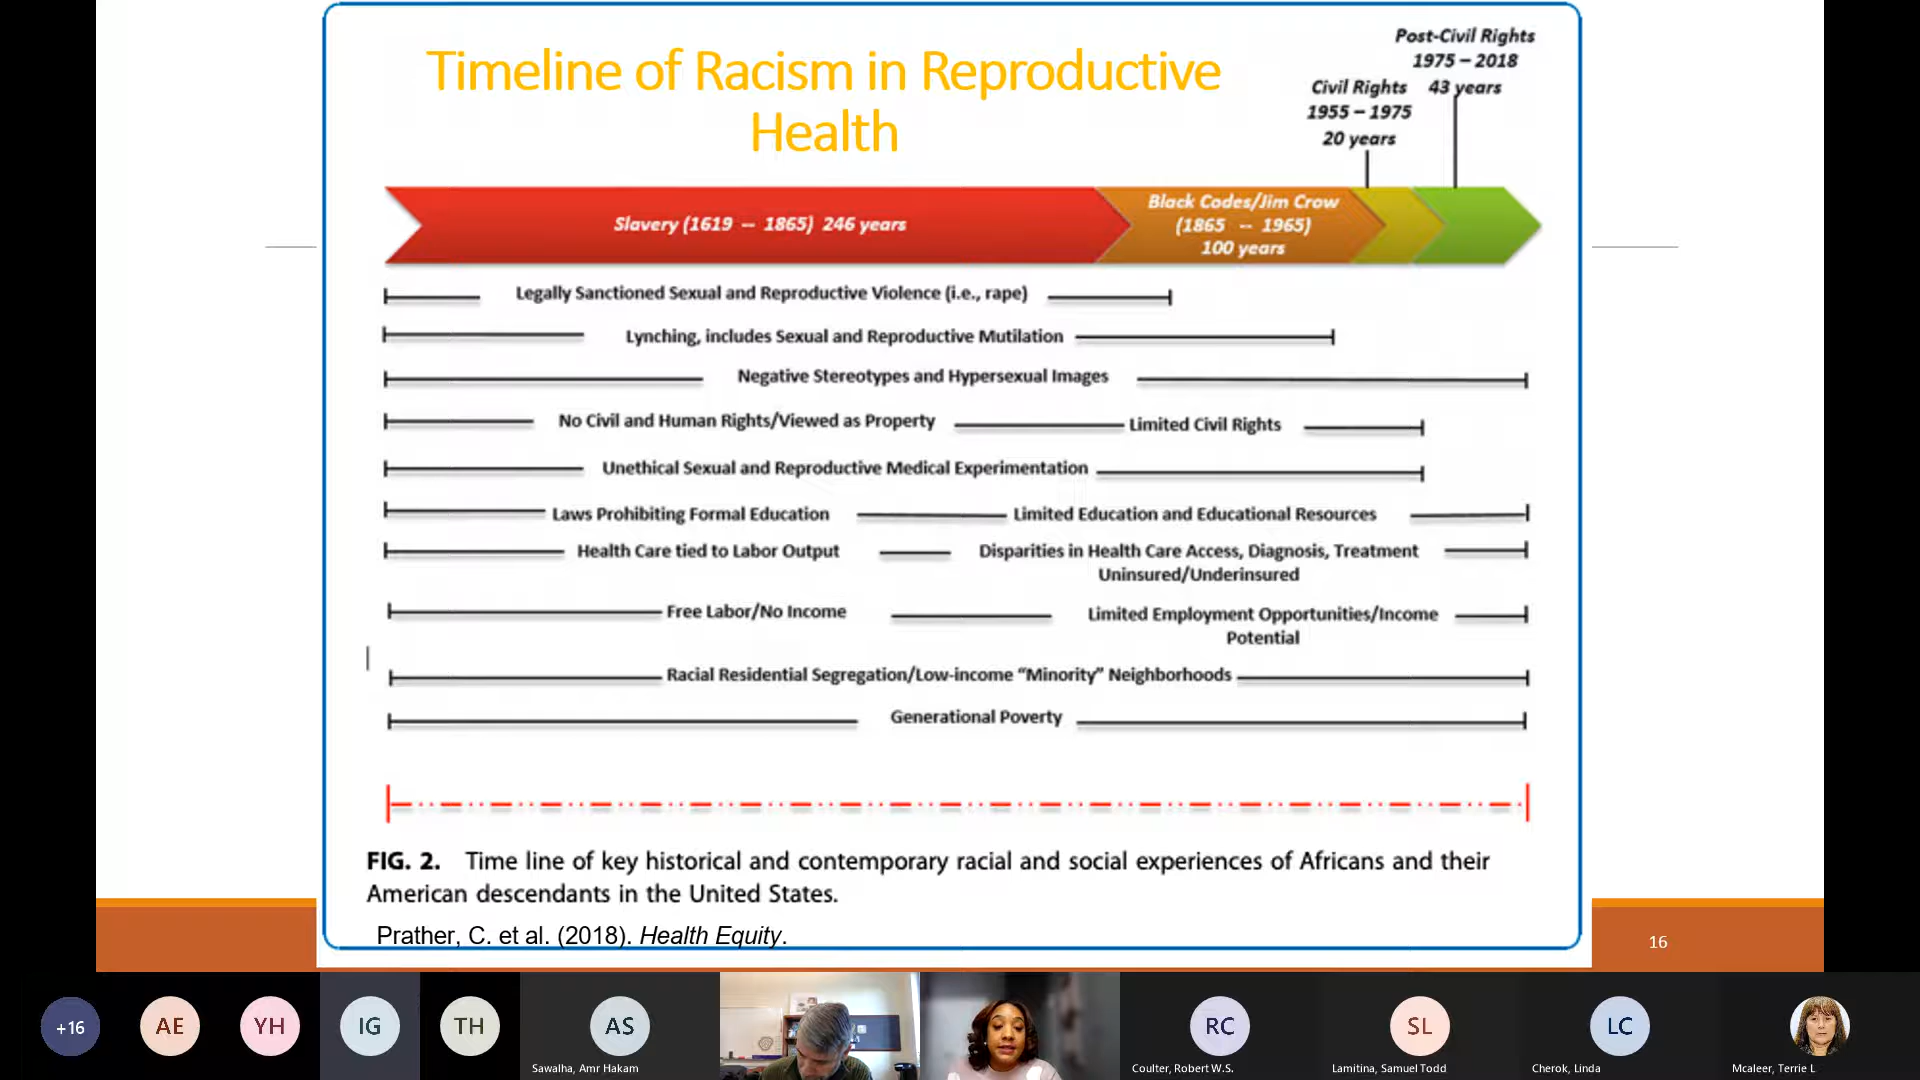 Timeline of Racism in Reproductive
Health
Post-Civil Rights
1975 – 2018
43 years
Civil Rights
1955 – 1975
20 years
Slavery (1619 -- 1865) 246 years
Black Codes/Jim Crow
(1865 -- 1965)
100 years
Legally Sanctioned Sexual and Reproductive Violence (i.e., rape)
Lynching, includes Sexual and Reproductive Mutilation
Negative Stereotypes and Hypersexual Images
No Civil and Human Rights/Viewed as Property
Limited Civil Rights
Unethical Sexual and Reproductive Medical Experimentation
Laws Prohibiting Formal Education
Limited Education and Educational Resources
Health Care tied to Labor Output
Disparities in Health Care Access, Diagnosis, Treatment
Uninsured/Underinsured
Free Labor/No Income
Limited Employment Opportunities/Income
Potential
Racial Residential Segregation/Low-income “Minority” Neighborhoods
Generational Poverty
FIG. 2. Time line of key historical and contemporary racial and social experiences of Africans and their
American descendants in the United States.
Prather, C. et al. (2018). Health Equity.
16
+16
AE
YH
IG
TH
AS
Sawalha, Amr Hakam
RC
Coulter, Robert W.S.
SL
Lamitina, Samuel Todd
LC
Cherok, Linda
Mcaleer, Terrie L